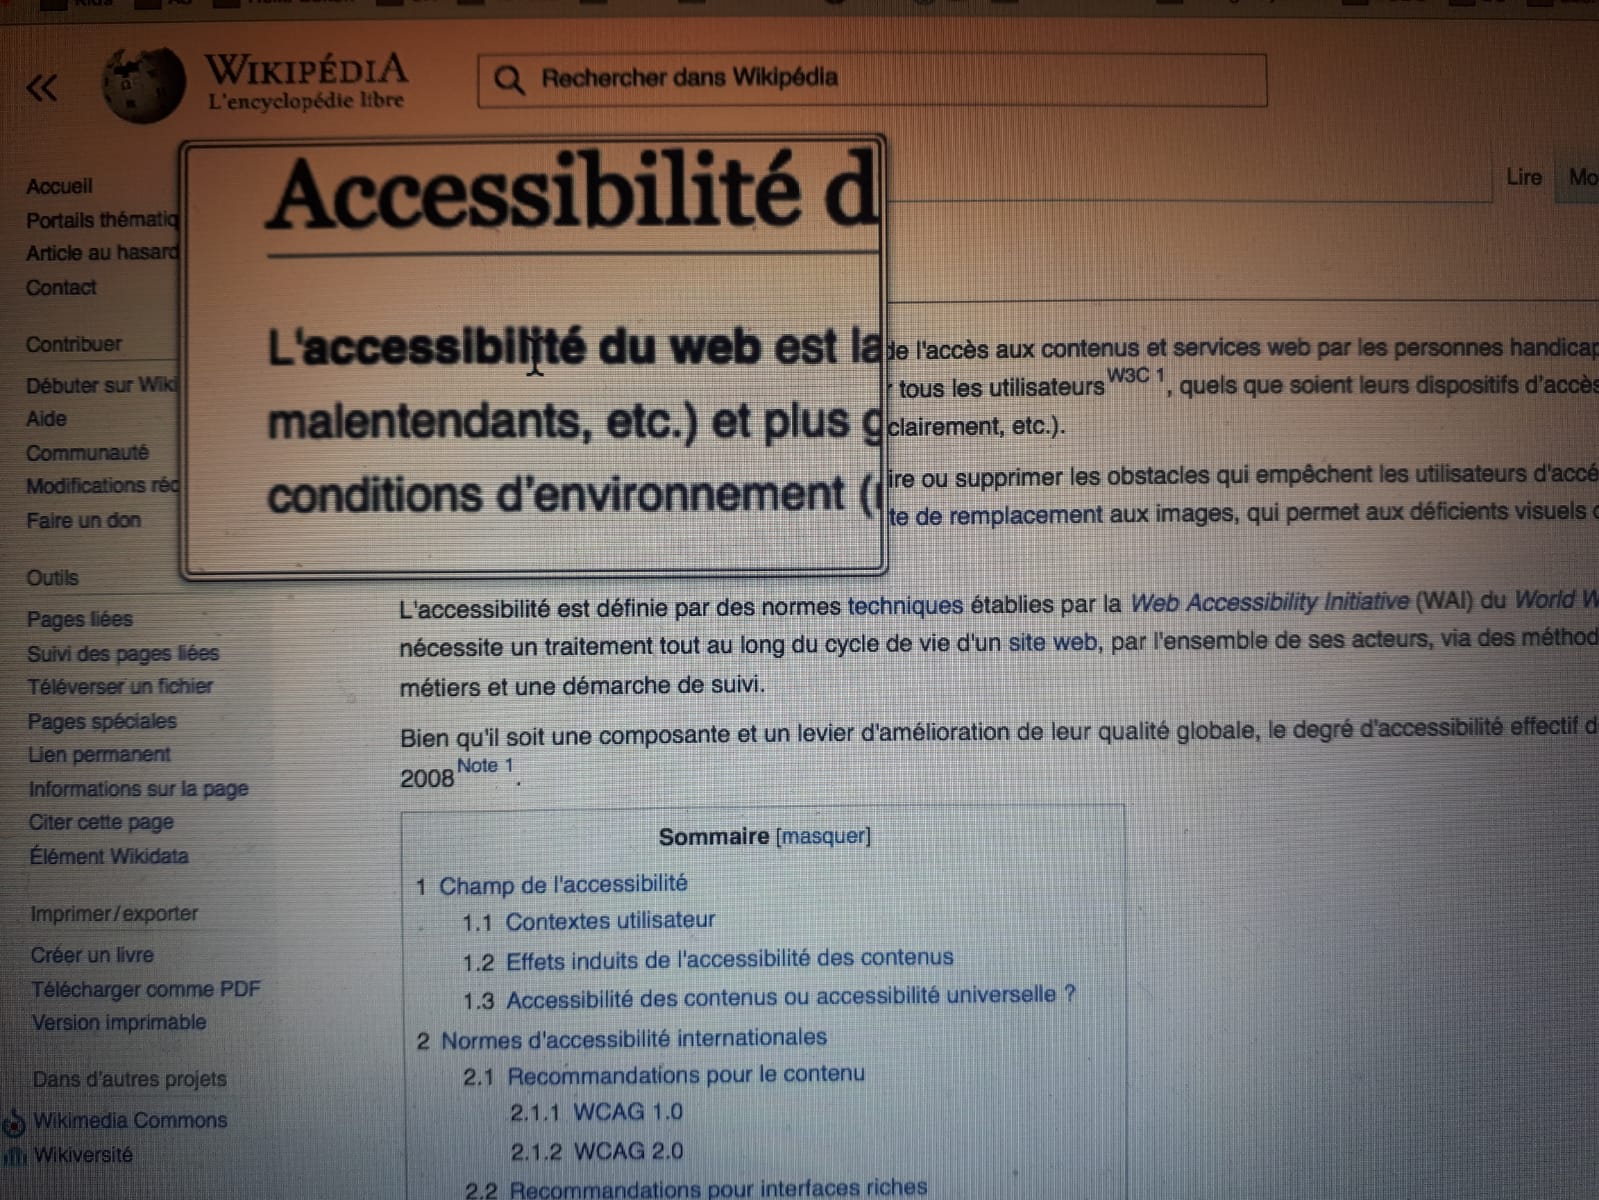 WIKIPÉDIA
L'encyclopédie libre
Rechercher dans Wikipédia
Lire
Accueil
Portails thématiq
Article au hasard
Contact
Contribuer
Débuter sur Wiki
Aide
Communauté
Modifications réc
Faire un don
Outils
Pages liées
Suivi des pages liées
Téléverser un fichier
Pages spéciales
Lien permanent
Informations sur la page
Citer cette page
Élément Wikidata
Imprimer/exporter
Créer un livre
Télécharger comme PDF
Version imprimable
Dans d'autres projets
Wikimedia Commons
Wikiversité
Accessibilité d
L'accessibilité du web est la
malentendants, etc.) et plus g
conditions d'environnement (
de l'accès aux contenus et services web par les personnes handicap
tous les utilisateurs W3C 1, quels que soient leurs dispositifs d'accès
clairement, etc.).
ire ou supprimer les obstacles qui empêchent les utilisateurs d'accé
te de remplacement aux images, qui permet aux déficients visuels
L'accessibilité est définie par des normes techniques établies par la Web Accessibility Initiative (WAI) du World W
nécessite un traitement tout au long du cycle de vie d'un site web, par l'ensemble de ses acteurs, via des méthod
métiers et une démarche de suivi.
Bien qu'il soit une composante et un levier d'amélioration de leur qualité globale, le degré d'accessibilité effectif d
2008 Note 1.
Sommaire [masquer]
1 Champ de l'accessibilité
1.1 Contextes utilisateur
1.2 Effets induits de l'accessibilité des contenus
1.3 Accessibilité des contenus ou accessibilité universelle ?
2 Normes d'accessibilité internationales
2.1 Recommandations pour le contenu
2.1.1 WCAG 1.0
2.1.2 WCAG 2.0
2.2 Recommandations pour interfaces riches